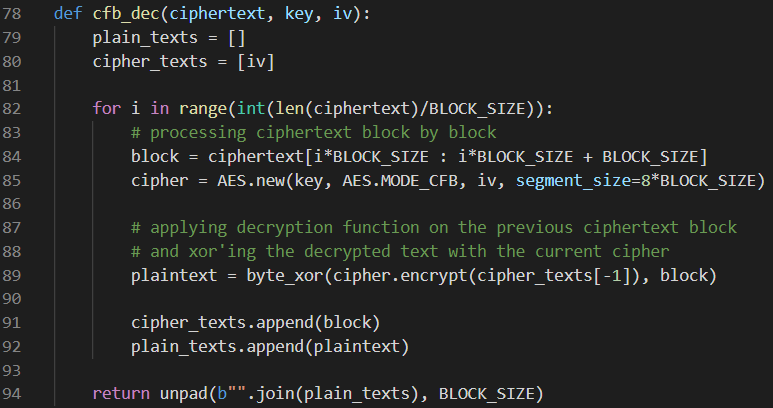 78 def cfb_dec(ciphertext, key, iv):
79     plain_texts = []
80     cipher_texts = [iv]
81
82     for i in range(int(len(ciphertext)/BLOCK_SIZE)):
83         # processing ciphertext block by block
84         block = ciphertext[i*BLOCK_SIZE : i*BLOCK_SIZE + BLOCK_SIZE]
85         cipher = AES.new(key, AES.MODE_CFB, iv, segment_size=8*BLOCK_SIZE)
86
87         # applying decryption function on the previous ciphertext block
88         # and xor'ing the decrypted text with the current cipher
89         plaintext = byte_xor(cipher.encrypt(cipher_texts[-1]), block)
90
91         cipher_texts.append(block)
92         plain_texts.append(plaintext)
93
94     return unpad(b"".join(plain_texts), BLOCK_SIZE)